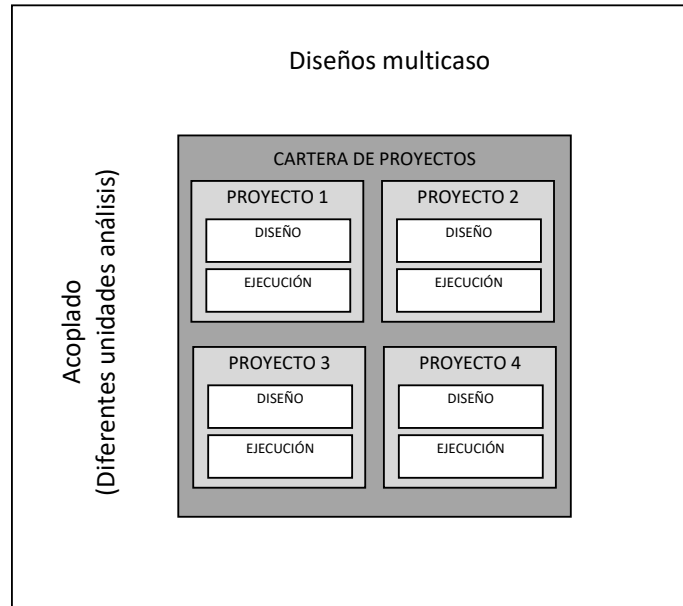 Diseños multicaso
Acoplado
(Diferentes unidades análisis)
CARTERA DE PROYECTOS
PROYECTO 1
DISEÑO
EJECUCIÓN
PROYECTO 2
DISEÑO
EJECUCIÓN
PROYECTO 3
DISEÑO
EJECUCIÓN
PROYECTO 4
DISEÑO
EJECUCIÓN